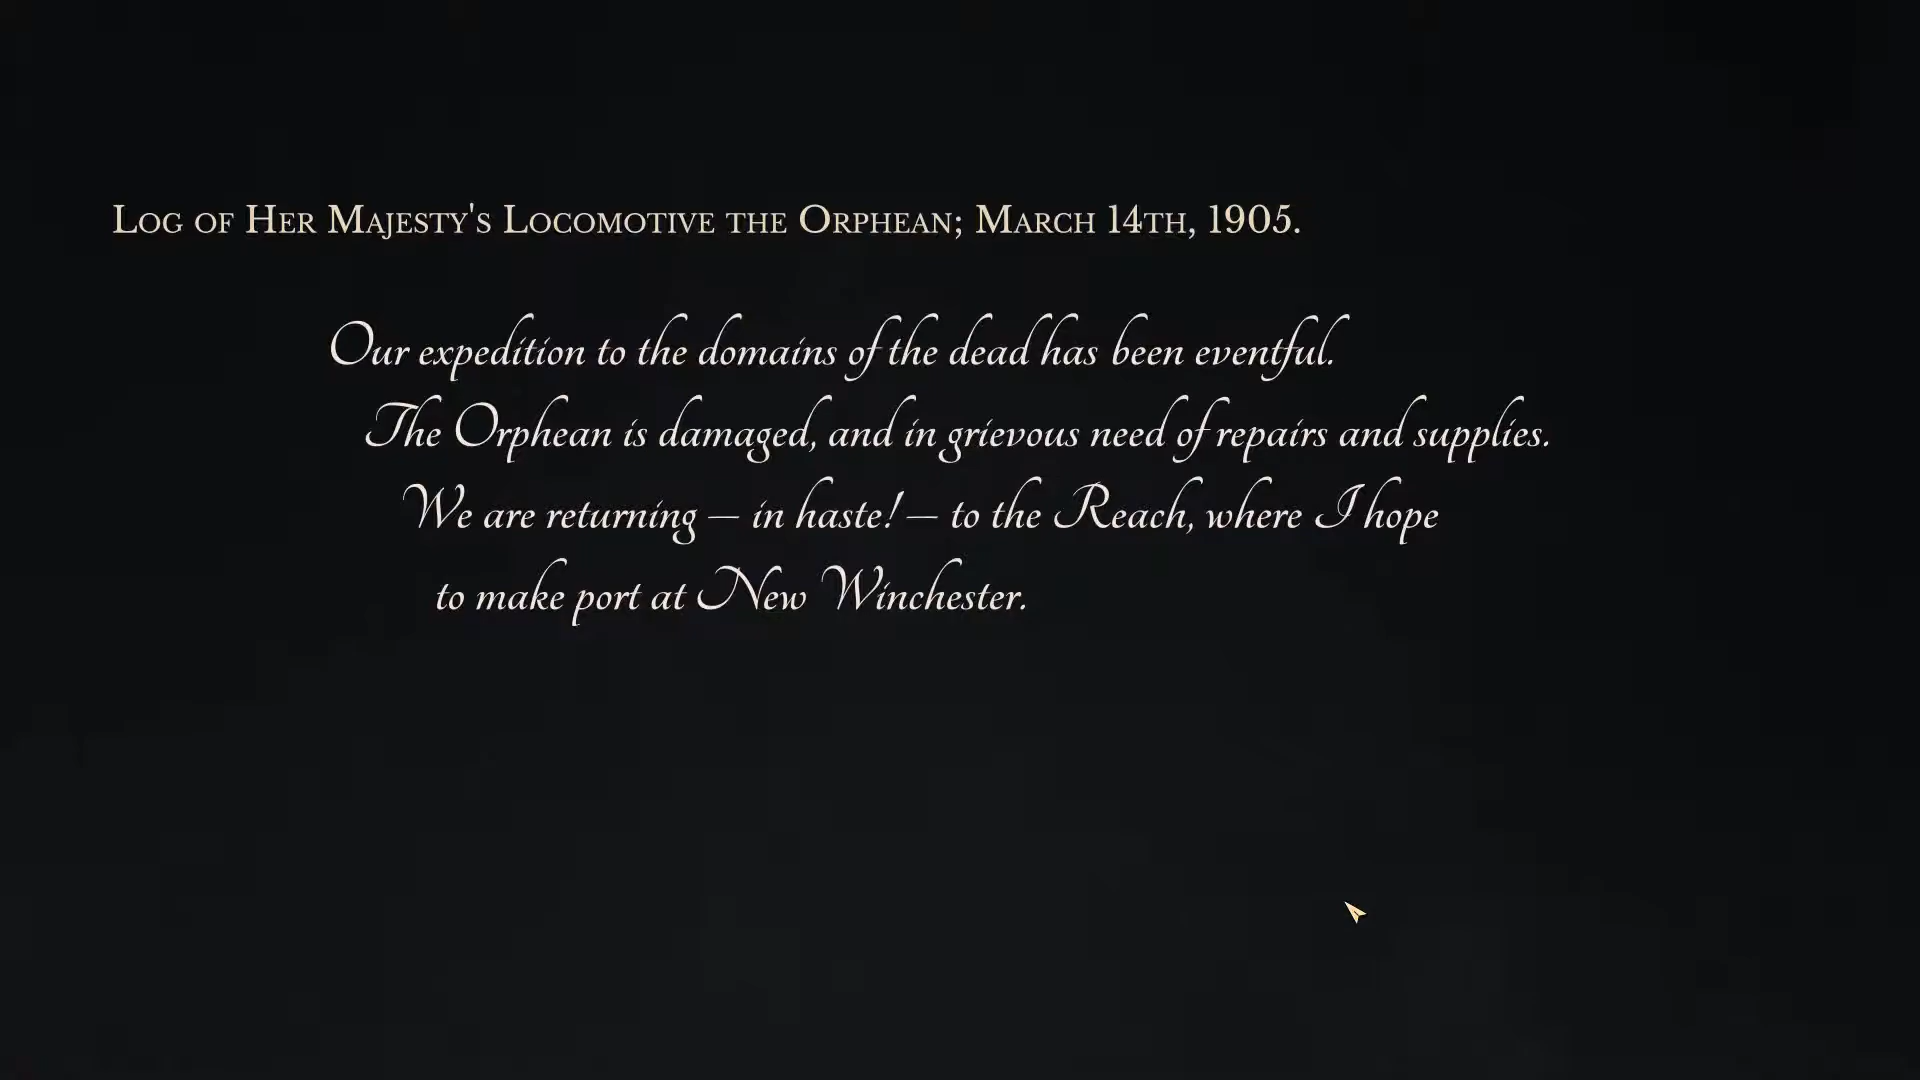 Log of Her Majesty's Locomotive the Orphean; March 14th, 1905.
Our expedition to the domains of the dead has been eventful.
The Orphean is damaged, and in grievous need of repairs and supplies.
We are returning — in haste! — to the Reach, where I hope
to make port at New Winchester.